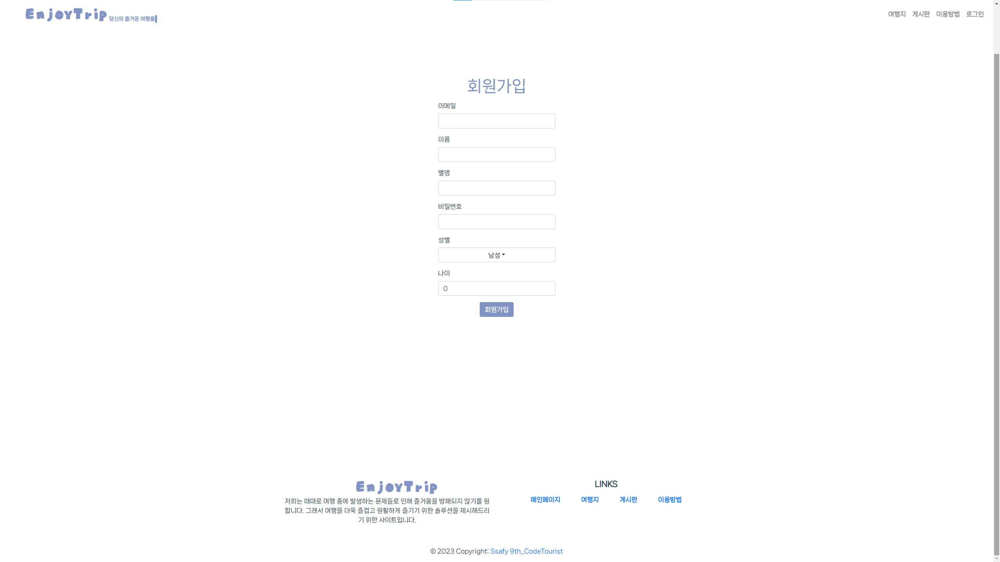 EnjoyTrip 당신의 즐거운 여행을
여행지 게시판 이용방법 로그인
회원가입
이메일
이름
별명
비밀번호
성별
남성
나이
0
회원가입
EnjoyTrip
저희는 때때로 여행 중에 발생하는 문제들로 인해 즐거움을 방해되지 않기를 원
합니다. 그래서 여행을 더욱 즐겁고 원활하게 즐기기 위한 솔루션을 제시해드리
기 위한 사이트입니다.
LINKS
메인페이지 여행지 게시판 이용방법
© 2023 Copyright: Ssafy 9th_CodeTourist